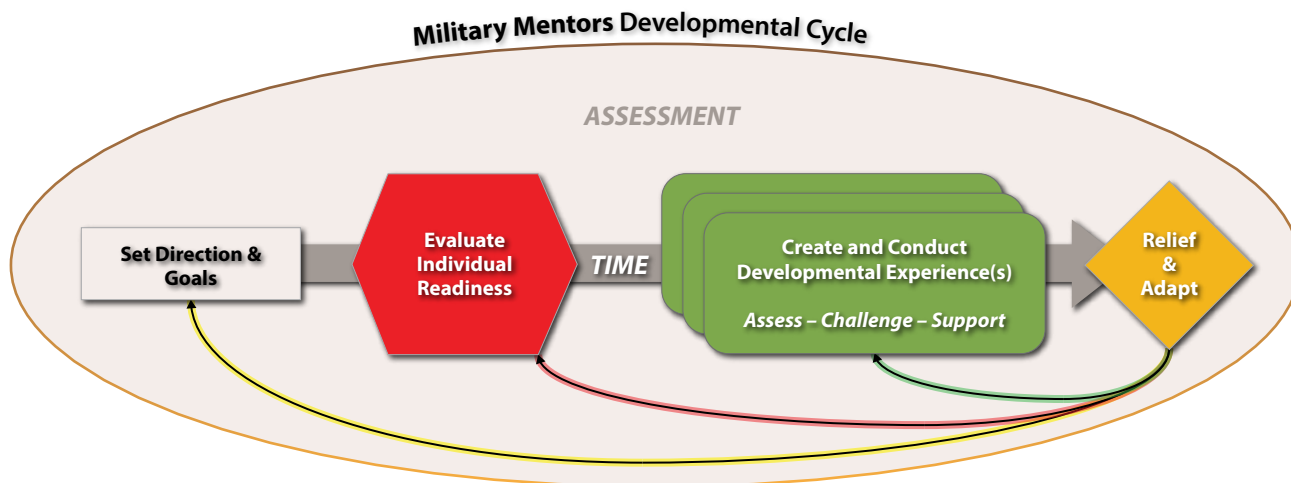 Military Mentors Developmental Cycle
ASSESSMENT
Set Direction &
Goals
Evaluate
Individual
Readiness
TIME
Create and Conduct
Developmental Experience(s)
Assess – Challenge – Support
Relief
&
Adapt